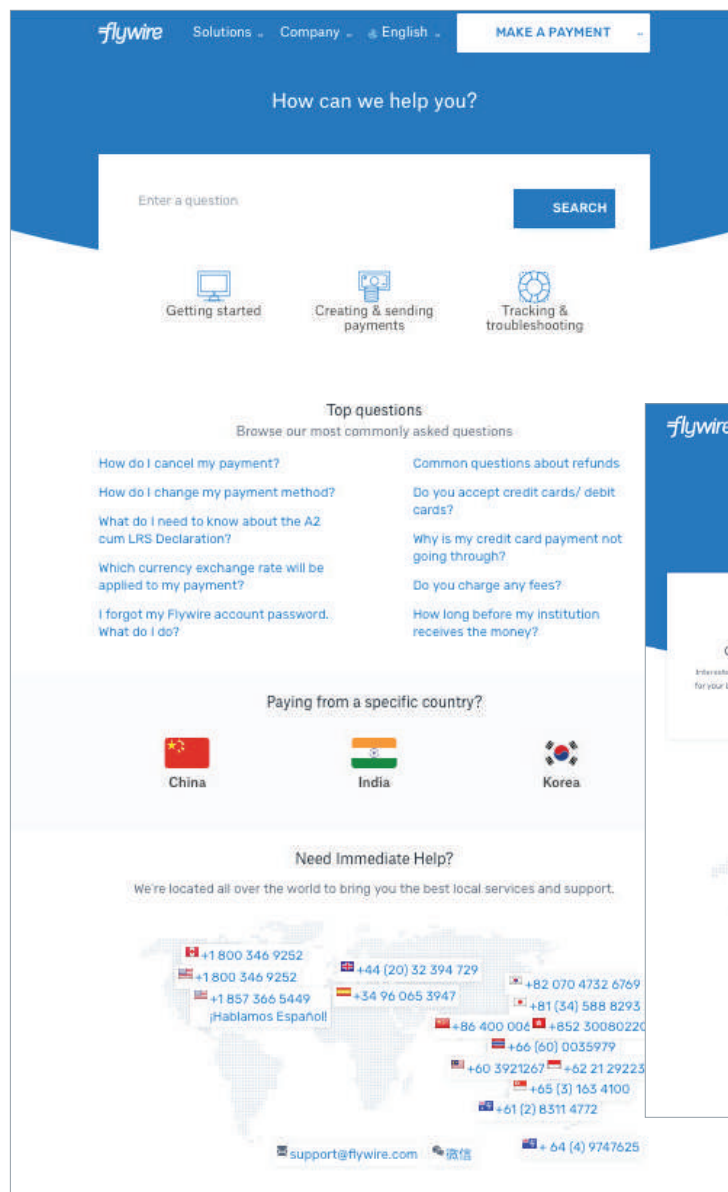 flywire Solutions Company English MAKE A PAYMENT
How can we help you?
Enter a question
SEARCH
Getting started
Creating & sending
payments
Tracking &
troubleshooting
Top questions
Browse our most commonly asked questions
How do I cancel my payment?
How do I change my payment method?
What do I need to know about the A2
cum LRS Declaration?
Which currency exchange rate will be
applied to my payment?
I forgot my Flywire account password.
What do I do?
Common questions about refunds
Do you accept credit cards/ debit
cards?
Why is my credit card payment not
going through?
Do you charge any fees?
How long before my institution
receives the money?
Paying from a specific country?
China
India
Korea
Need Immediate Help?
We're located all over the world to bring you the best local services and support.
+1 800 346 9252
+1 800 346 9252
+1 857 366 5449
¡Hablamos Español!
+44 (20) 32 394 729
+34 96 065 3947
+82 070 4732 6769
+81 (34) 588 8293
+86 400 006 +852 30080220
+66 (60) 0035979
+60 3921267 +62 21 29223
+65 (3) 163 4100
+61 (2) 8311 4772
+ 64 (4) 9747625
support@flywire.com 微信
flywire
for your